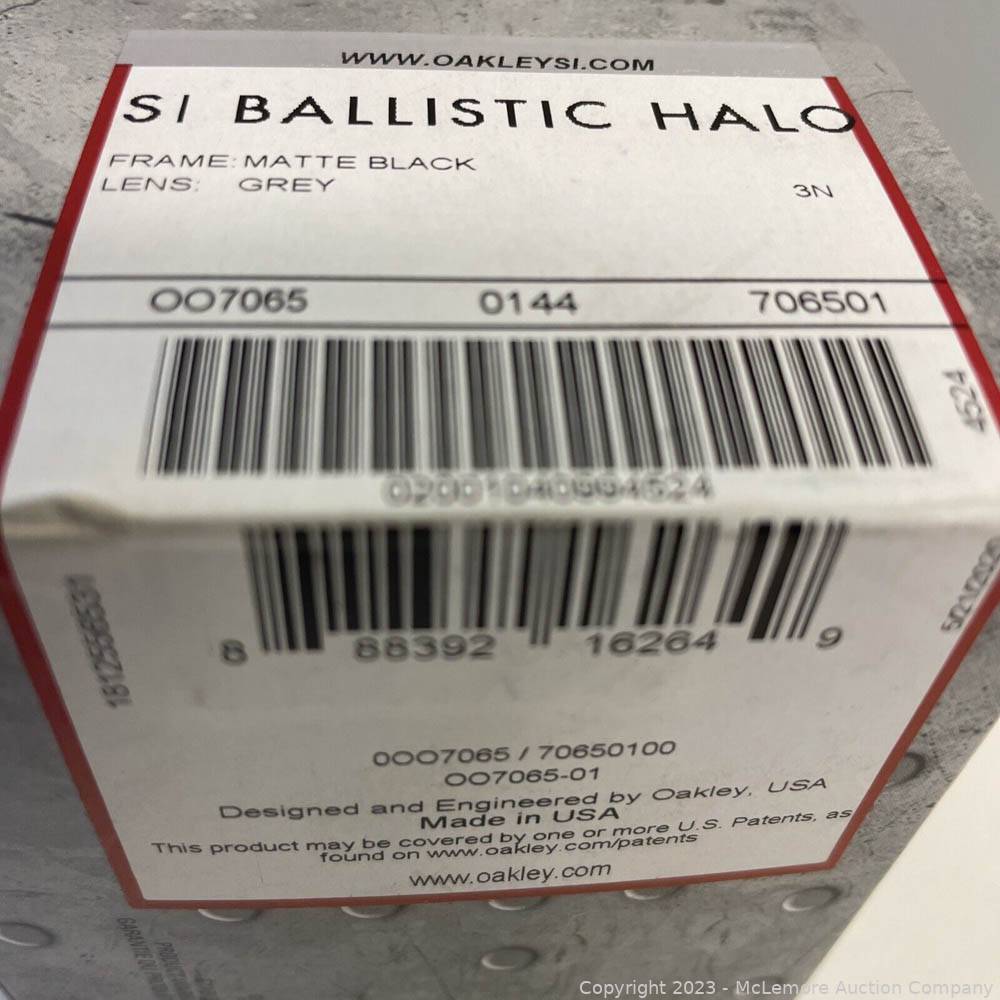 WWW.OAKLEYSI.COM
SI BALLISTIC HALO
FRAME: MATTE BLACK
LENS: GREY 3N
OO7065 0144 706501
4524
8 88392 16264 9
0OO7065 / 70650100
OO7065-01
Designed and Engineered by Oakley, USA
Made in USA
This product may be covered by one or more U.S. Patents, as
found on www.oakley.com/patents
www.oakley.com
Copyright 2023 - McLemore Auction Company